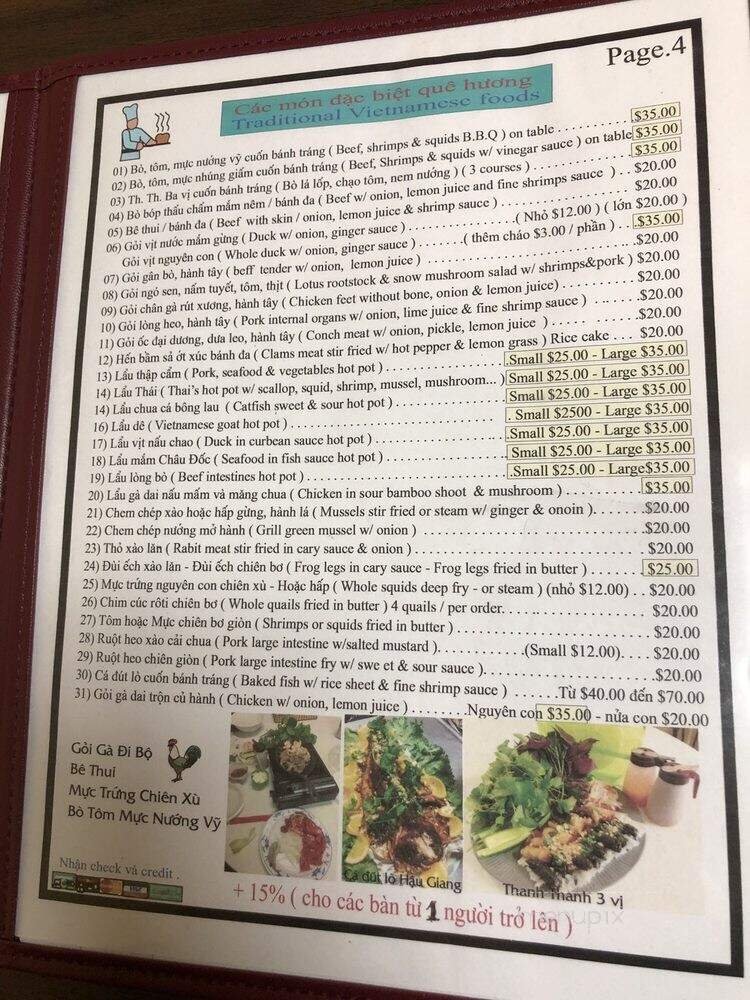 Page.4
Các món đặc biệt quê hương
Traditional Vietnamese foods
01) Bò, tôm, mực nướng vỹ cuốn bánh tráng ( Beef, shrimps & squids B.B.Q ) on table . . . . . . . . . . $35.00
02) Bò, tôm, mực nhúng giấm cuốn bánh tráng ( Beef, Shrimps & squids w/ vinegar sauce ) on table $35.00
03) Th. Th. Ba vị cuốn bánh tráng ( Bò lá lốp, chạo tôm, nem nướng ) ( 3 courses ) . . . . . . . . . . $35.00
04) Bò bóp thấu chấm mắm nêm / bánh đa ( Beef w/ onion, lemon juice and fine shrimps sauce ) . . $20.00
05) Bê thui / bánh đa ( Beef with skin / onion, lemon juice & shrimp sauce ) . . . . . . . . . . $20.00
06) Gỏi vịt nước mắm gừng ( Duck w/ onion, ginger sauce ) . . . . . . . . . .( Nhỏ $12.00 ) ( lớn $20.00 )
Gỏi vịt nguyên con ( Whole duck w/ onion, ginger sauce ) . . . . . . .( thêm cháo $3.00 / phần ) . . $35.00
07) Gỏi gân bò, hành tây ( beff tender w/ onion, lemon juice ) . . . . . . . . . . $20.00
08) Gỏi ngó sen, nấm tuyết, tôm, thịt ( Lotus rootstock & snow mushroom salad w/ shrimps&pork ) $20.00
09) Gỏi chân gà rút xương, hành tây ( Chicken feet without bone, onion & lemon juice) . . . . . . . . . . $20.00
10) Gỏi lòng heo, hành tây ( Pork internal organs w/ onion, lime juice & fine shrimp sauce ) . . . . . . . $20.00
11) Gỏi ốc đại dương, dưa leo, hành tây ( Conch meat w/ onion, pickle, lemon juice ) . . . . . . . . . . $20.00
12) Hến bằm sả ớt xúc bánh đa ( Clams meat stir fried w/ hot pepper & lemon grass ) Rice cake . . . $20.00
13) Lẩu thập cẩm ( Pork, seafood & vegetables hot pot ) . . . . . . . . . . Small $25.00 - Large $35.00
14) Lẩu Thái ( Thai's hot pot w/ scallop, squid, shrimp, mussel, mushroom... ) Small $25.00 - Large $35.00
14) Lẩu chua cá bông lau ( Catfish sweet & sour hot pot ) . . . . . . . . . . Small $25.00 - Large $35.00
16) Lẩu dê ( Vietnamese goat hot pot ) . . . . . . . . . . Small $2500 - Large $35.00
17) Lẩu vịt nấu chao ( Duck in curbean sauce hot pot ) . . . . . . . . . . Small $25.00 - Large $35.00
18) Lẩu mắm Châu Đốc ( Seafood in fish sauce hot pot ) . . . . . . . . . . Small $25.00 - Large $35.00
19) Lẩu lòng bò ( Beef intestines hot pot ) . . . . . . . . . . Small $25.00 - Large$35.00
20) Lẩu gà dai nấu mẩm và măng chua ( Chicken in sour bamboo shoot & mushroom ) . . . . . . . . . . $35.00
21) Chem chép xào hoặc hấp gừng, hành lá ( Mussels stir fried or steam w/ ginger & onoin ). . . . . . . .$20.00
22) Chem chép nướng mỡ hành ( Grill green mussel w/ onion ) . . . . . . . . . . $20.00
23) Thỏ xào lăn ( Rabit meat stir fried in cary sauce & onion ) . . . . . . . . . . $20.00
24) Đùi ếch xào lăn - Đùi ếch chiên bơ ( Frog legs in cary sauce - Frog legs fried in butter ) . . . . . . . $25.00
25) Mực trứng nguyên con chiên xù - Hoặc hấp ( Whole squids deep fry - or steam ) (nhỏ $12.00) . . $20.00
26) Chim cúc rôti chiên bơ ( Whole quails fried in butter ) 4 quails / per order. . . . . . . . . . $20.00
27) Tôm hoặc Mực chiên bơ giòn ( Shrimps or squids fried in butter ) . . . . . . . . . . $20.00
28) Ruột heo xào cải chua ( Pork large intestine w/salted mustard ). . . . . . . . . .(Small $12.00). . . . $20.00
29) Ruột heo chiên giòn ( Pork large intestine fry w/ swe et & sour sauce ). . . . . . . . . .$20.00
30) Cá đút lò cuốn bánh tráng ( Baked fish w/ rice sheet & fine shrimp sauce ) . . . . . . .Từ $40.00 đến $70.00
31) Gỏi gà dai trộn củ hành ( Chicken w/ onion, lemon juice ) . . . . . . . .Nguyên con $35.00 - nửa con $20.00
Gỏi Gà Đi Bộ
Bê Thui
Mực Trứng Chiên Xù
Bò Tôm Mực Nướng Vỹ
Cá đút lò Hậu Giang
Thanh Thanh 3 vị
Nhận check và credit .
+ 15% ( cho các bàn từ 1 người trở lên )
menupix